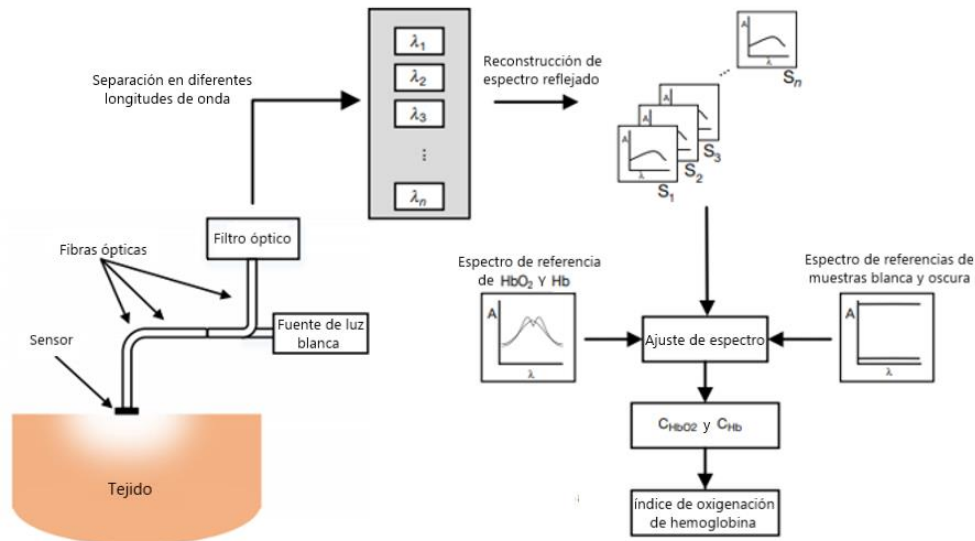 Separación en diferentes
longitudes de onda
λ1
λ2
λ3
⋮
λn
Reconstrucción de
espectro reflejado
A
λ
Sn
...
A
S3
A
S2
A
λ
S1
Filtro óptico
Fibras ópticas
Fuente de luz
blanca
Sensor
Tejido
Espectro de referencia
de HbO2 Y Hb
A
λ
Espectro de referencias de
muestras blanca y oscura
A
λ
Ajuste de espectro
CHbO2 y CHb
índice de oxigenación
de hemoglobina